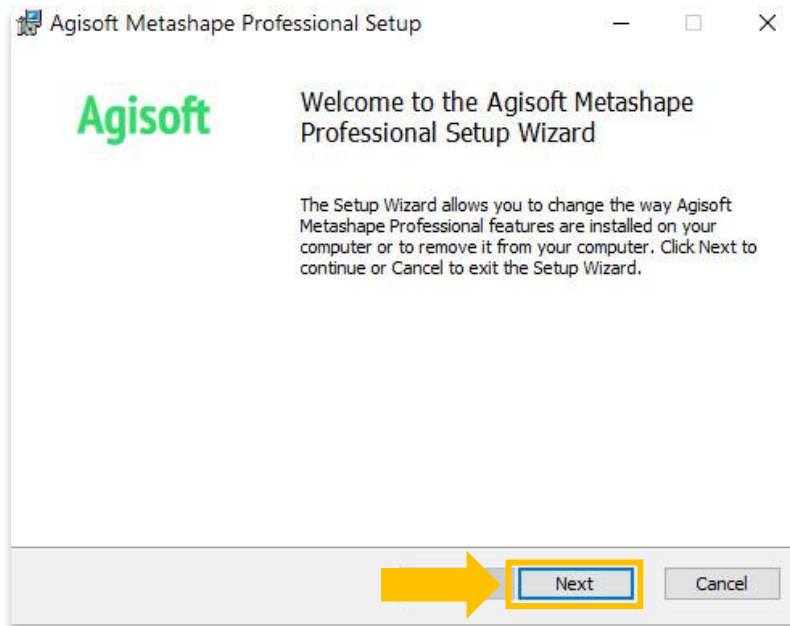 Agisoft Metashape Professional Setup
Agisoft
Welcome to the Agisoft Metashape
Professional Setup Wizard
The Setup Wizard allows you to change the way Agisoft
Metashape Professional features are installed on your
computer or to remove it from your computer. Click Next to
continue or Cancel to exit the Setup Wizard.
Next
Cancel